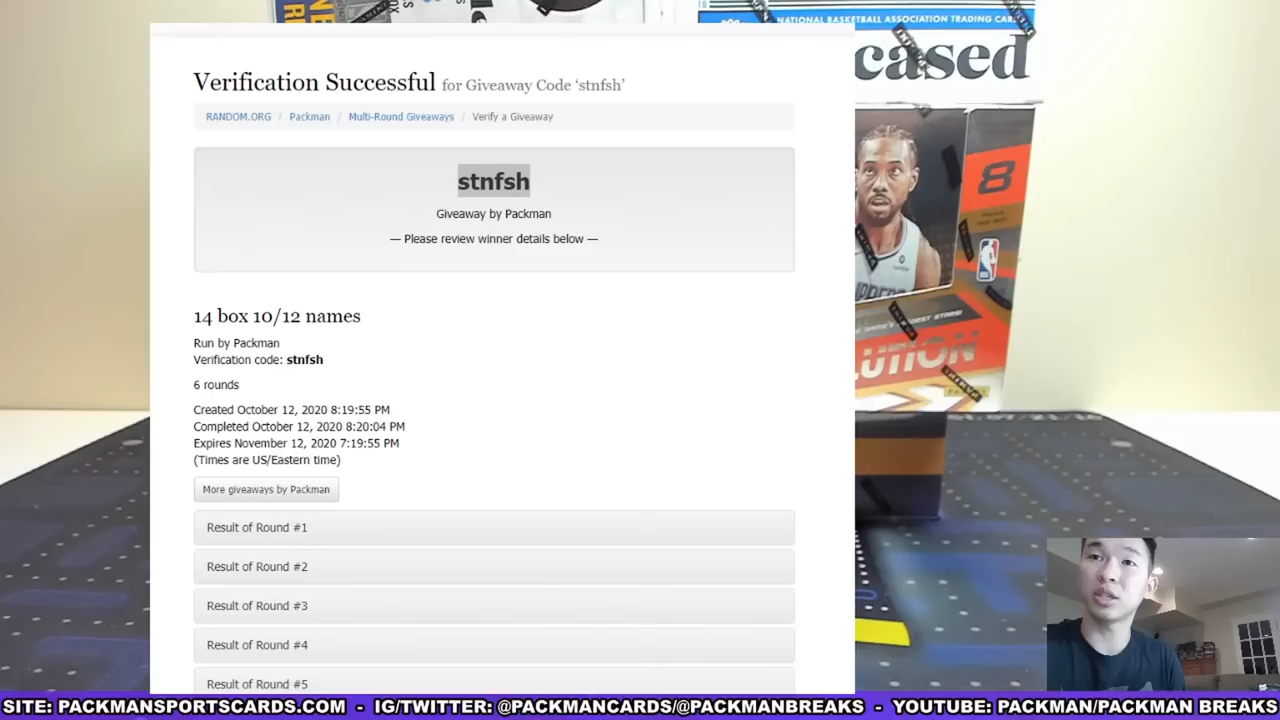 NATIONAL BASKETBALL ASSOCIATION TRADING CARDS
cased
Verification Successful for Giveaway Code ‘stnfsh’
RANDOM.ORG / Packman / Multi-Round Giveaways / Verify a Giveaway
stnfsh
8
Giveaway by Packman
— Please review winner details below —
14 box 10/12 names
Run by Packman
Verification code: stnfsh
6 rounds
Created October 12, 2020 8:19:55 PM
Completed October 12, 2020 8:20:04 PM
Expires November 12, 2020 7:19:55 PM
(Times are US/Eastern time)
More giveaways by Packman
Result of Round #1
Result of Round #2
Result of Round #3
Result of Round #4
Result of Round #5
SITE: PACKMANSPORTSCARDS.COM - IG/TWITTER: @PACKMANCARDS/@PACKMANBREAKS - YOUTUBE: PACKMAN/PACKMAN BREAKS